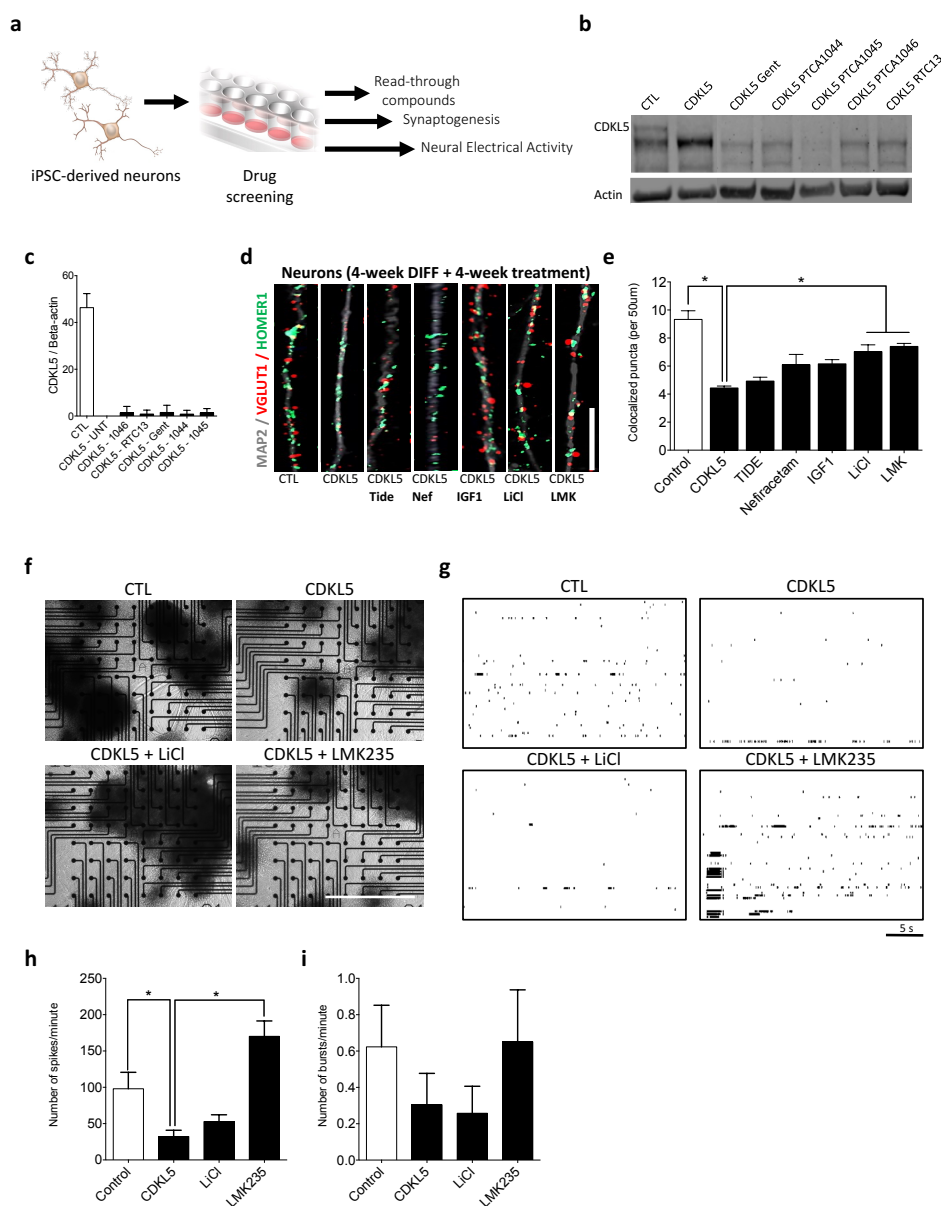 a
iPSC-derived neurons
Drug
screening
Read-through
compounds
Synaptogenesis
Neural Electrical Activity
b
CTL
CDKL5
CDKL5 Gent
CDKL5 PTCA1044
CDKL5 PTCA1045
CDKL5 PTCA1046
CDKL5 RTC13
CDKL5
Actin
c
CDKL5 / Beta-actin
60
40
20
0
CTL
CDKL5 - UNT
CDKL5 - 1046
CDKL5 - RTC13
CDKL5 - Gent
CDKL5 - 1044
CDKL5 - 1045
d
Neurons (4-week DIFF + 4-week treatment)
MAP2 / VGLUT1 / HOMER1
CTL
CDKL5
CDKL5
Tide
CDKL5
Nef
CDKL5
IGF1
CDKL5
LiCl
CDKL5
LMK
e
Colocalized puncta (per 50um)
12
10
8
6
4
2
0
*
*
Control
CDKL5
TIDE
Nefiracetam
IGF1
LiCl
LMK
f
CTL
CDKL5
CDKL5 + LiCl
CDKL5 + LMK235
g
CTL
CDKL5
CDKL5 + LiCl
CDKL5 + LMK235
5 s
h
Number of spikes/minute
250
200
150
100
50
0
*
*
Control
CDKL5
LiCl
LMK235
i
Number of bursts/minute
1.0
0.8
0.6
0.4
0.2
0.0
Control
CDKL5
LiCl
LMK235